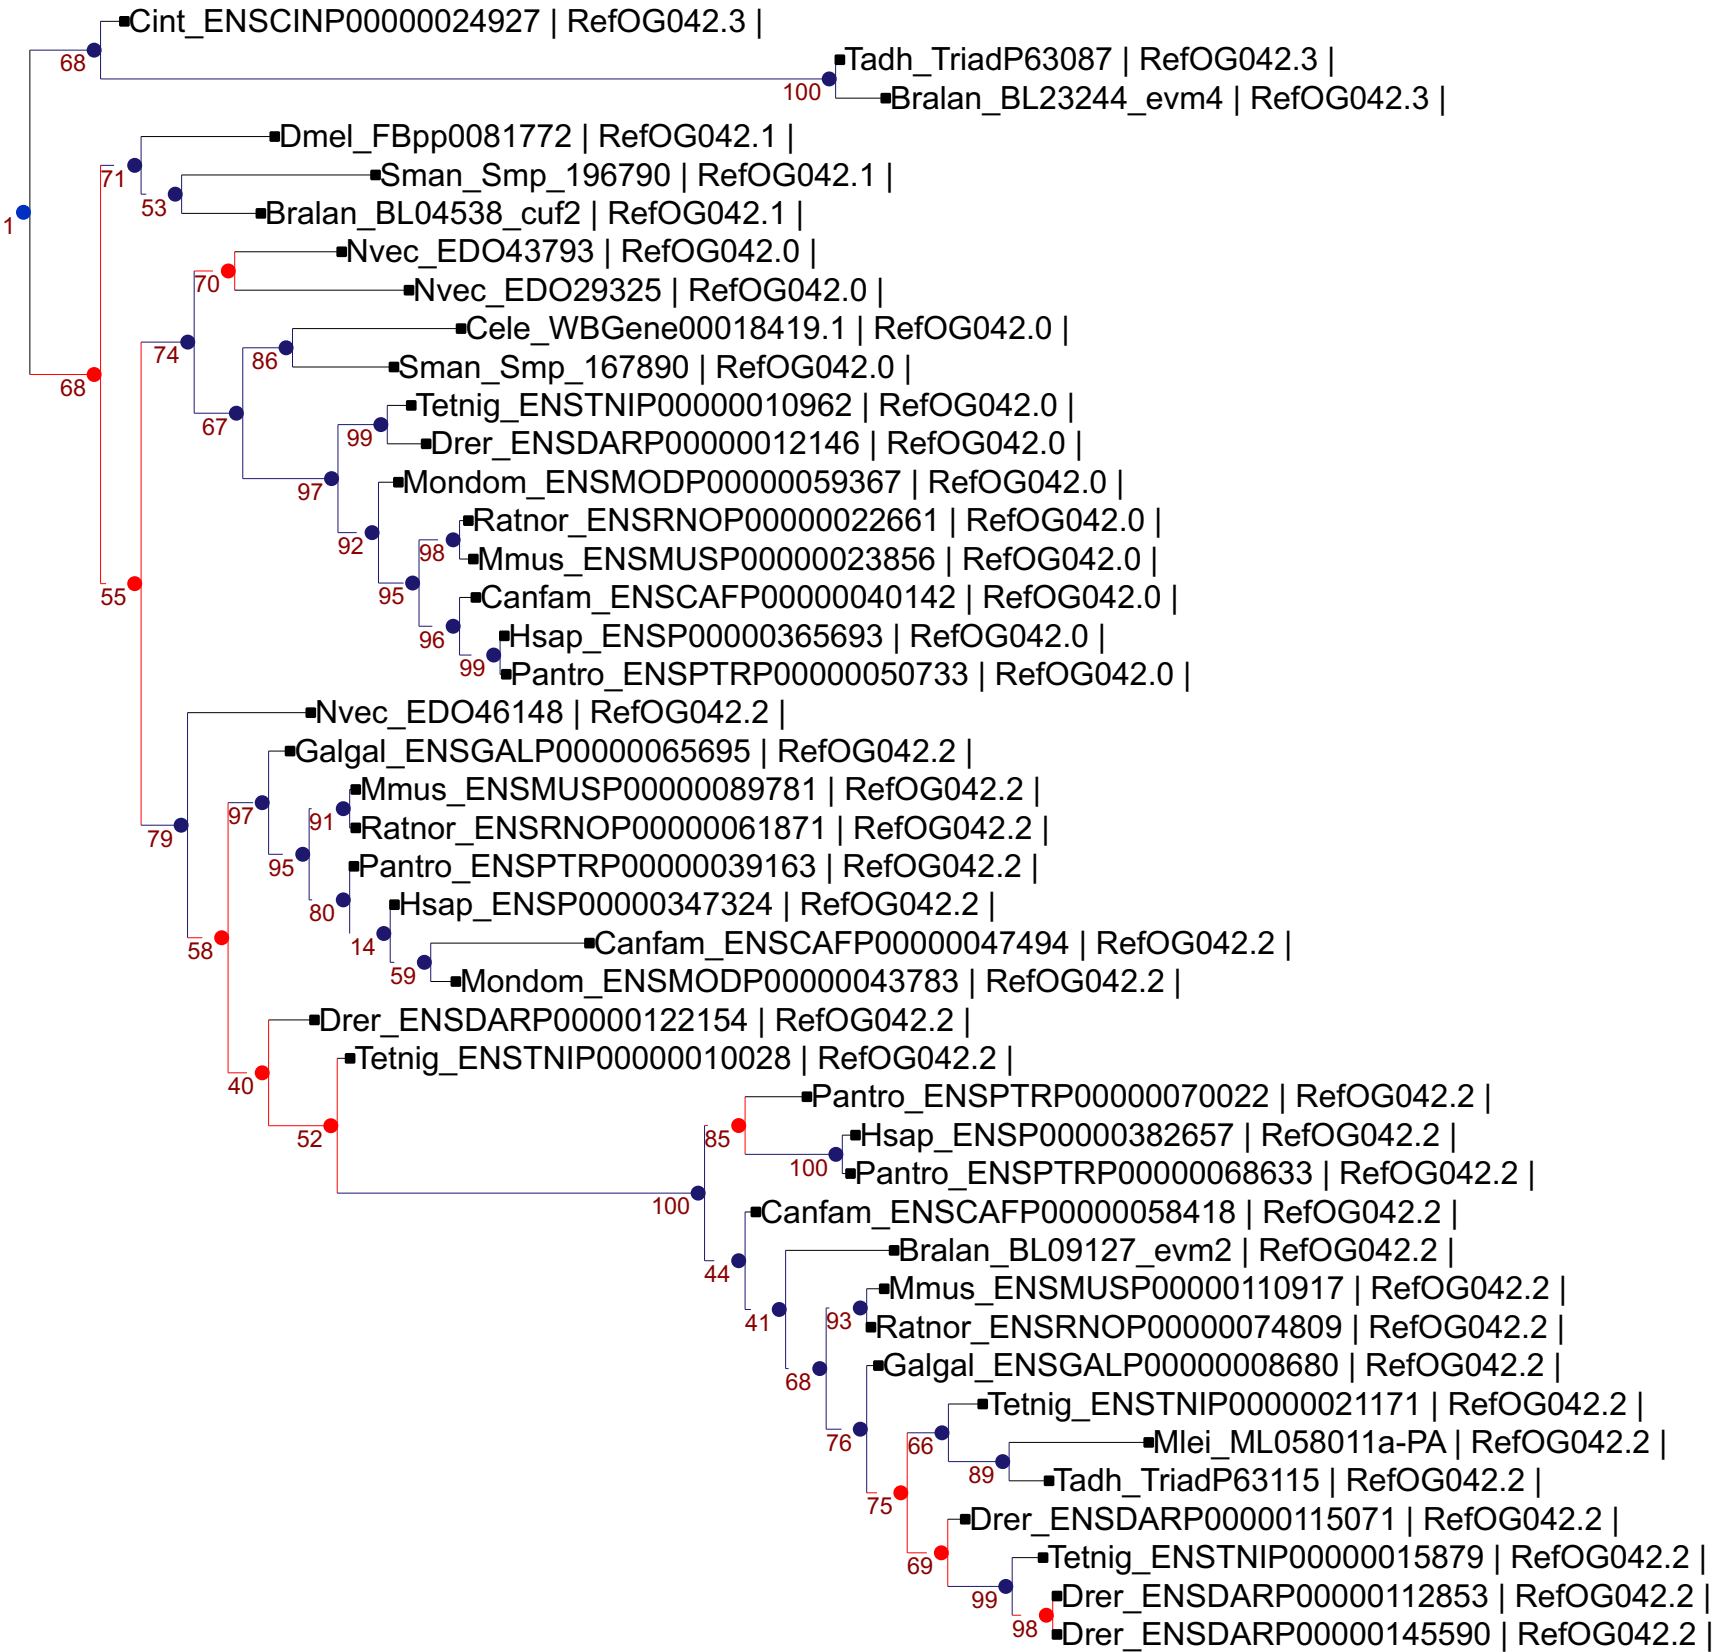 Cint_ENSCINP00000024927 | RefOG042.3 |
68
Tadh_TriadP63087 | RefOG042.3 |
100
Bralan_BL23244_evm4 | RefOG042.3 |
Dmel_FBpp0081772 | RefOG042.1 |
71
Sman_Smp_196790 | RefOG042.1 |
53
Bralan_BL04538_cuf2 | RefOG042.1 |
1
Nvec_EDO43793 | RefOG042.0 |
70
Nvec_EDO29325 | RefOG042.0 |
Cele_WBGene00018419.1 | RefOG042.0 |
74
86
Sman_Smp_167890 | RefOG042.0 |
68
Tetnig_ENSTNIP00000010962 | RefOG042.0 |
67
99
Drer_ENSDARP00000012146 | RefOG042.0 |
Mondom_ENSMODP00000059367 | RefOG042.0 |
97
Ratnor_ENSRNOP00000022661 | RefOG042.0 |
92
98
Mmus_ENSMUSP00000023856 | RefOG042.0 |
55
95
Canfam_ENSCAFP00000040142 | RefOG042.0 |
96
Hsap_ENSP00000365693 | RefOG042.0 |
99
Pantro_ENSPTRP00000050733 | RefOG042.0 |
Nvec_EDO46148 | RefOG042.2 |
Galgal_ENSGALP00000065695 | RefOG042.2 |
Mmus_ENSMUSP00000089781 | RefOG042.2 |
97
91
Ratnor_ENSRNOP00000061871 | RefOG042.2 |
79
95
Pantro_ENSPTRP00000039163 | RefOG042.2 |
80
Hsap_ENSP00000347324 | RefOG042.2 |
58
14
Canfam_ENSCAFP00000047494 | RefOG042.2 |
59
Mondom_ENSMODP00000043783 | RefOG042.2 |
Drer_ENSDARP00000122154 | RefOG042.2 |
Tetnig_ENSTNIP00000010028 | RefOG042.2 |
40
Pantro_ENSPTRP00000070022 | RefOG042.2 |
52
85
Hsap_ENSP00000382657 | RefOG042.2 |
100
Pantro_ENSPTRP00000068633 | RefOG042.2 |
100
Canfam_ENSCAFP00000058418 | RefOG042.2 |
Bralan_BL09127_evm2 | RefOG042.2 |
44
Mmus_ENSMUSP00000110917 | RefOG042.2 |
41
93
Ratnor_ENSRNOP00000074809 | RefOG042.2 |
Galgal_ENSGALP00000008680 | RefOG042.2 |
68
Tetnig_ENSTNIP00000021171 | RefOG042.2 |
76
66
Mlei_ML058011a-PA | RefOG042.2 |
89
Tadh_TriadP63115 | RefOG042.2 |
75
Drer_ENSDARP00000115071 | RefOG042.2 |
69
Tetnig_ENSTNIP00000015879 | RefOG042.2 |
99
Drer_ENSDARP00000112853 | RefOG042.2 |
98
Drer_ENSDARP00000145590 | RefOG042.2 |